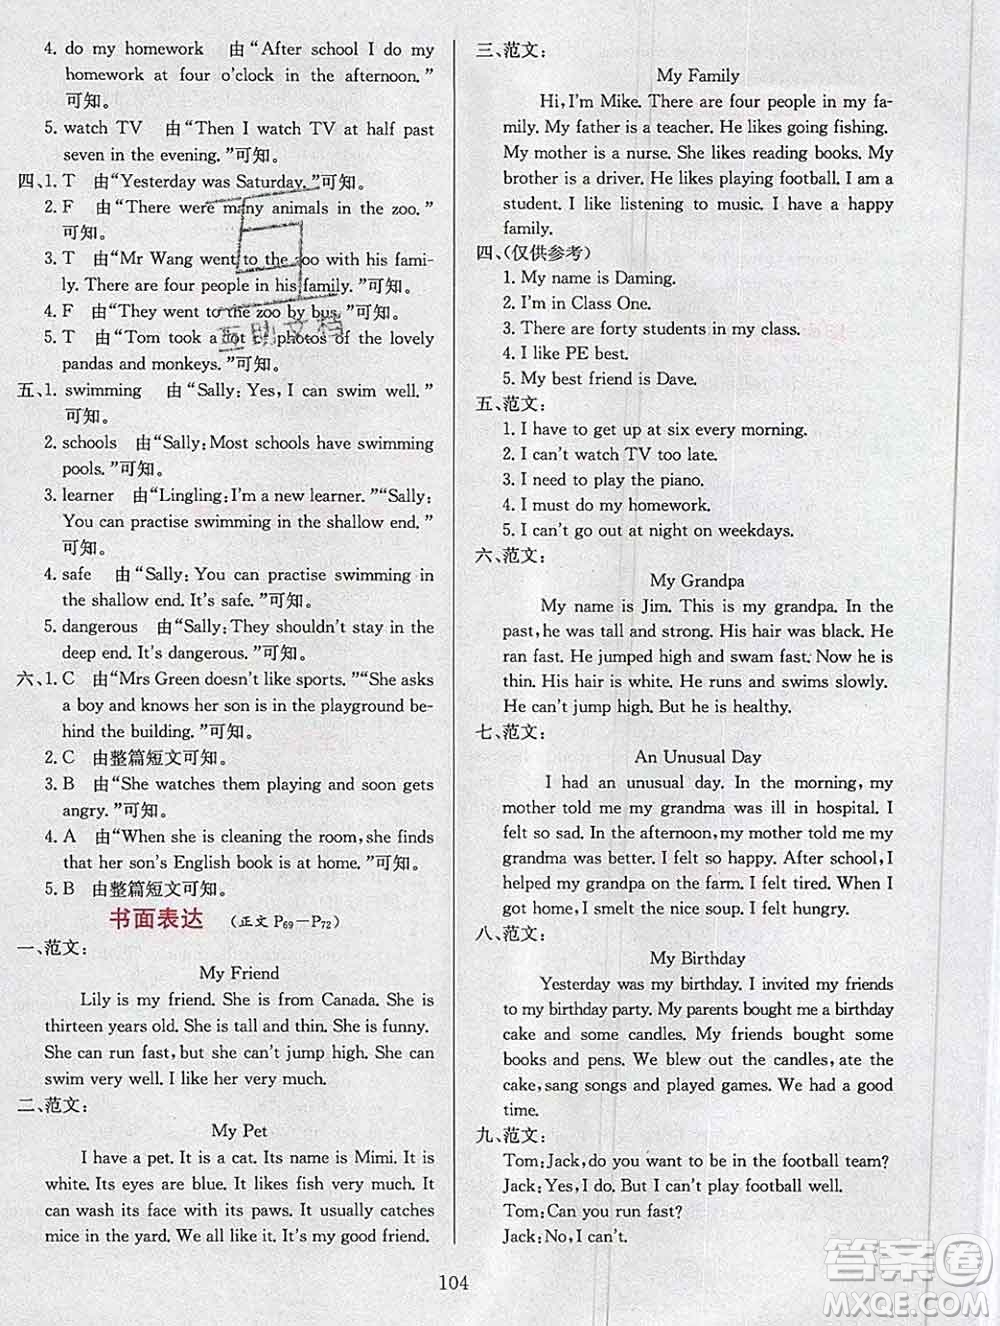 4. do my homework 由“After school I do my
homework at four o'clock in the afternoon.”
可知。
5. watch TV 由“Then I watch TV at half past
seven in the evening.”可知。
四、1. T 由“Yesterday was Saturday.”可知。
2. F 由“There were many animals in the zoo.”
可知。
3. T 由“Mr Wang went to the zoo with his fami-
ly. There are four people in his family.”可知。
4. F 由“They went to the zoo by bus.”可知。
5. T 由“Tom took a lot of photos of the lovely
pandas and monkeys.”可知。
五、1. swimming 由“Sally: Yes, I can swim well.”
可知。
2. schools 由“Sally: Most schools have swimming
pools.”可知。
3. learner 由“Lingling: I'm a new learner.”“Sally:
You can practise swimming in the shallow end.”
可知。
4. safe 由“Sally: You can practise swimming in
the shallow end. It's safe.”可知。
5. dangerous 由“Sally: They shouldn't stay in the
deep end. It's dangerous.”可知。
六、1. C 由“Mrs Green doesn't like sports.”“She asks
a boy and knows her son is in the playground be-
hind the building.”可知。
2. C 由整篇短文可知。
3. B 由“She watches them playing and soon gets
angry.”可知。
4. A 由“When she is cleaning the room, she finds
that her son's English book is at home.”可知。
5. B 由整篇短文可知。
书面表达 (正文 P69—P72)
一、范文:
My Friend
Lily is my friend. She is from Canada. She is
thirteen years old. She is tall and thin. She is funny.
She can run fast, but she can't jump high. She can
swim very well. I like her very much.
二、范文:
My Pet
I have a pet. It is a cat. Its name is Mimi. It is
white. Its eyes are blue. It likes fish very much. It
can wash its face with its paws. It usually catches
mice in the yard. We all like it. It's my good friend.
三、范文:
My Family
Hi, I'm Mike. There are four people in my fa-
mily. My father is a teacher. He likes going fishing.
My mother is a nurse. She likes reading books. My
brother is a driver. He likes playing football. I am a
student. I like listening to music. I have a happy
family.
四、(仅供参考)
1. My name is Daming.
2. I'm in Class One.
3. There are forty students in my class.
4. I like PE best.
5. My best friend is Dave.
五、范文:
1. I have to get up at six every morning.
2. I can't watch TV too late.
3. I need to play the piano.
4. I must do my homework.
5. I can't go out at night on weekdays.
六、范文:
My Grandpa
My name is Jim. This is my grandpa. In the
past, he was tall and strong. His hair was black. He
ran fast. He jumped high and swam fast. Now he is
thin. His hair is white. He runs and swims slowly.
He can't jump high. But he is healthy.
七、范文:
An Unusual Day
I had an unusual day. In the morning, my
mother told me my grandma was ill in hospital. I
felt so sad. In the afternoon, my mother told me my
grandma was better. I felt so happy. After school, I
helped my grandpa on the farm. I felt tired. When I
got home, I smelt the nice soup. I felt hungry.
八、范文:
My Birthday
Yesterday was my birthday. I invited my friends
to my birthday party. My parents bought me a birthday
cake and some candles. My friends bought some
books and pens. We blew out the candles, ate the
cake, sang songs and played games. We had a good
time.
九、范文:
Tom: Jack, do you want to be in the football team?
Jack: Yes, I do. But I can't play football well.
Tom: Can you run fast?
Jack: No, I can't.
104
互助文档
答案圈
MXQE.COM